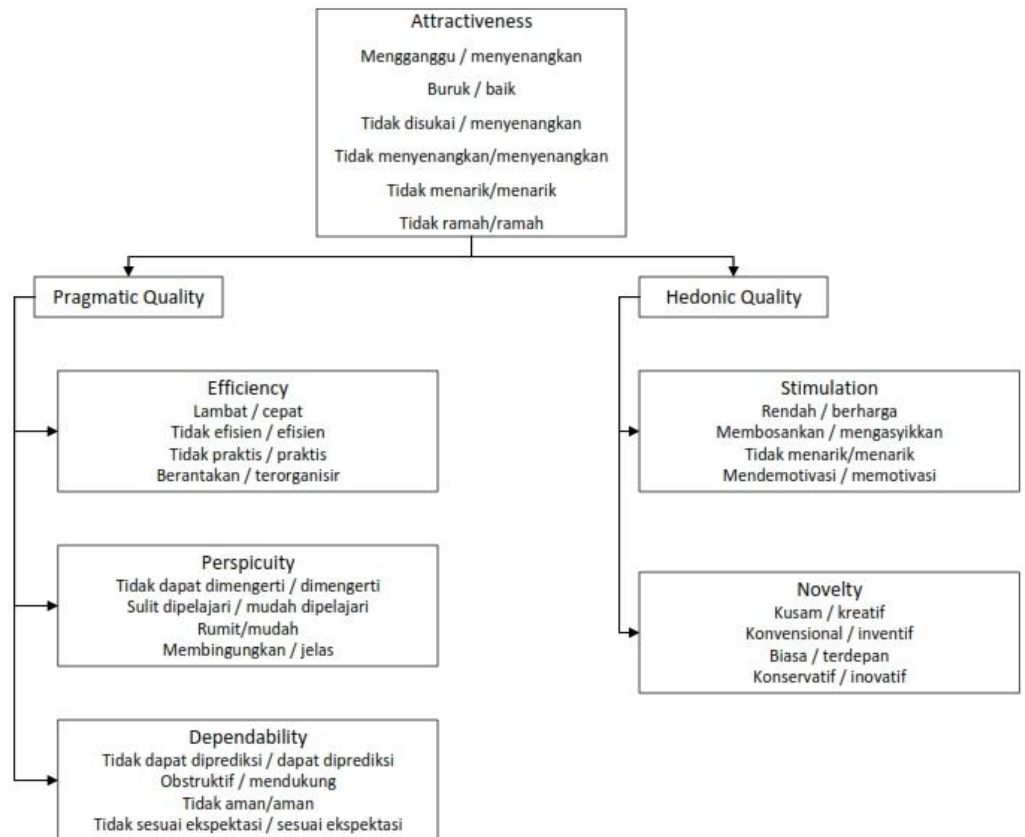 Attractiveness
Mengganggu / menyenangkan
Buruk / baik
Tidak disukai / menyenangkan
Tidak menyenangkan/menyenangkan
Tidak menarik/menarik
Tidak ramah/ramah
Pragmatic Quality
Efficiency
Lambat / cepat
Tidak efisien / efisien
Tidak praktis / praktis
Berantakan / terorganisir
Perspicuity
Tidak dapat dimengerti / dimengerti
Sulit dipelajari / mudah dipelajari
Rumit/mudah
Membingungkan / jelas
Dependability
Tidak dapat diprediksi / dapat diprediksi
Obstruktif / mendukung
Tidak aman/aman
Tidak sesuai ekspektasi / sesuai ekspektasi
Hedonic Quality
Stimulation
Rendah / berharga
Membosankan / mengasyikkan
Tidak menarik/menarik
Mendemotivasi / memotivasi
Novelty
Kusam / kreatif
Konvensional / inventif
Biasa / terdepan
Konservatif / inovatif